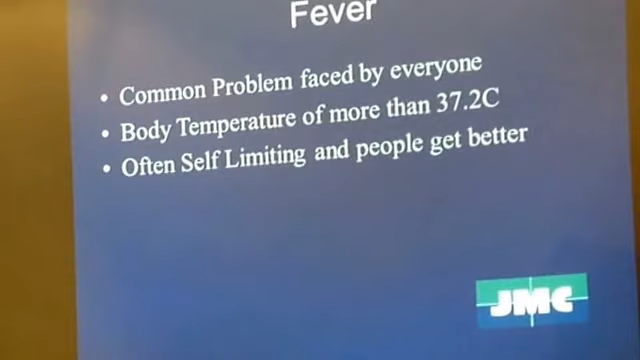 Fever
• Common Problem faced by everyone
• Body Temperature of more than 37.2C
• Often Self Limiting and people get better
JMC